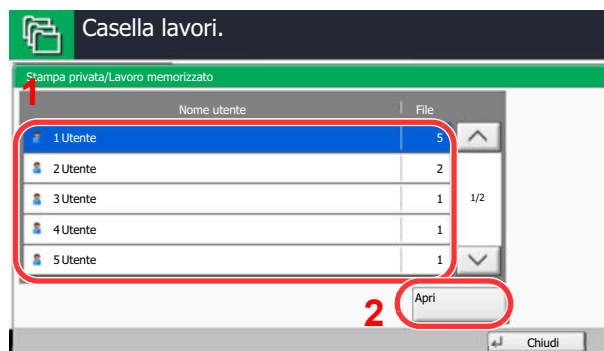 Casella lavori.
Stampa privata/Lavoro memorizzato
1
Nome utente File
1 Utente 5
2 Utente 2
3 Utente 1 1/2
4 Utente 1
5 Utente 1
Apri
2
Chiudi